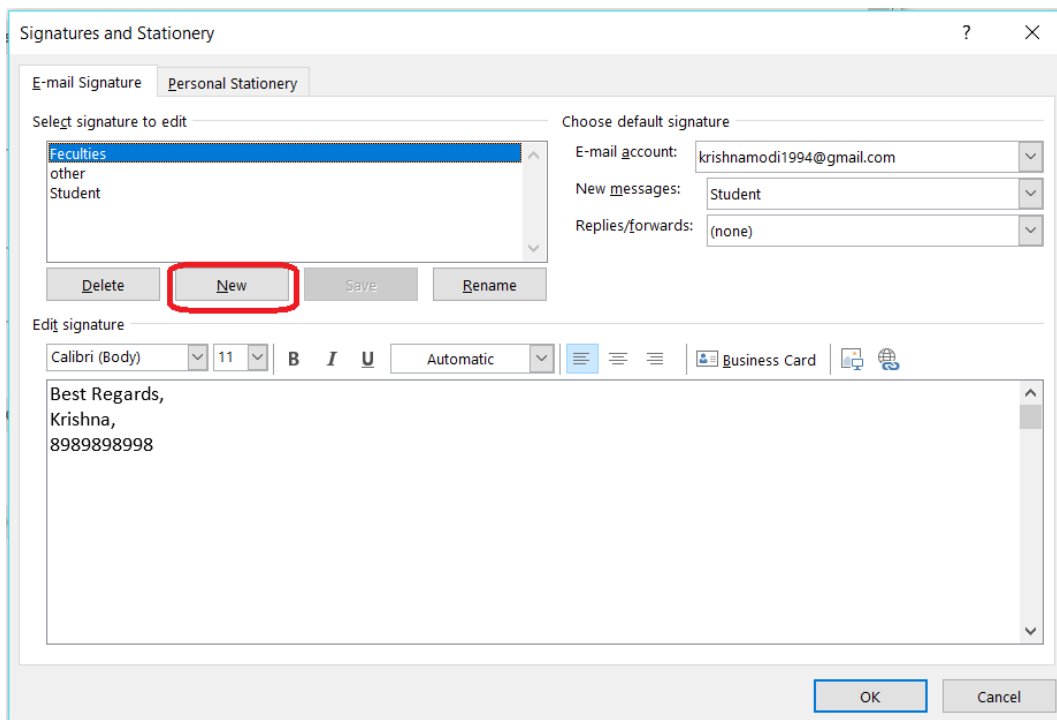 Signatures and Stationery ?
E-mail Signature Personal Stationery
Select signature to edit
Feculties
other
Student
Delete New Save Rename
Choose default signature
E-mail account: krishnamodi1994@gmail.com
New messages: Student
Replies/forwards: (none)
Edit signature
Calibri (Body) 11 B I U Automatic Business Card
Best Regards,
Krishna,
8989898998
OK Cancel